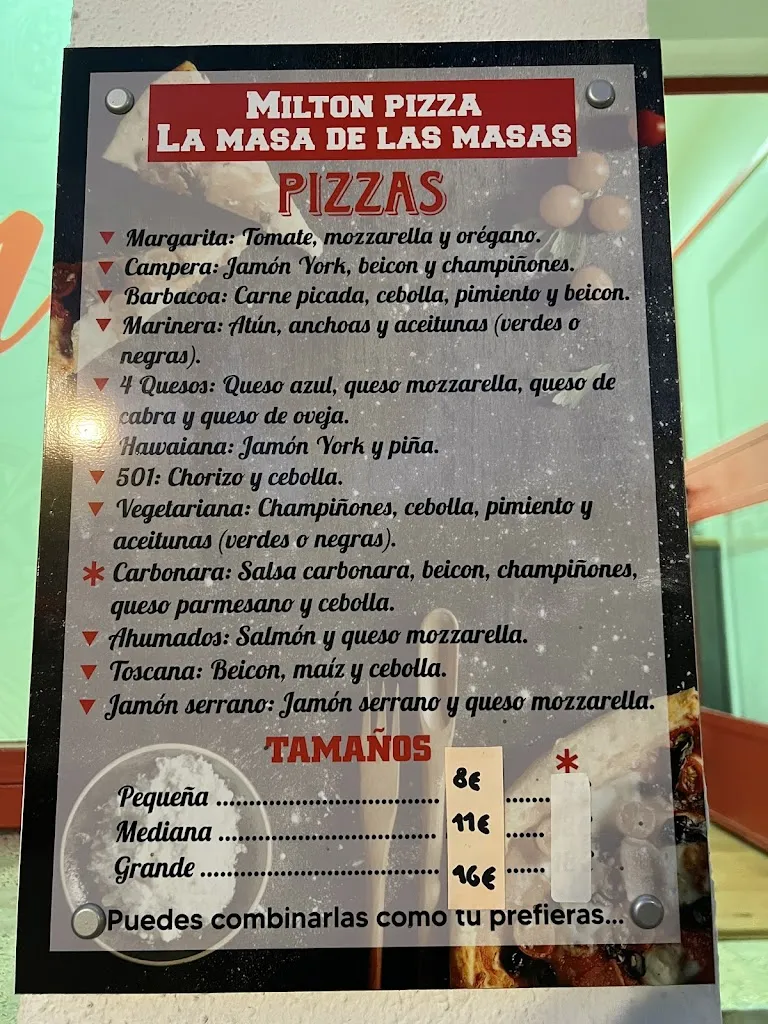 MILTON PIZZA
LA MASA DE LAS MASAS
PIZZAS
Margarita: Tomate, mozzarella y orégano.
Campera: Jamón York, beicon y champiñones.
Barbacoa: Carne picada, cebolla, pimiento y beicon.
Marinera: Atún, anchoas y aceitunas (verdes o
negras).
4 Quesos: Queso azul, queso mozzarella, queso de
cabra y queso de oveja.
Hawaiana: Jamón York y piña.
501: Chorizo y cebolla.
Vegetariana: Champiñones, cebolla, pimiento y
aceitunas (verdes o negras).
* Carbonara: Salsa carbonara, beicon, champiñones,
queso parmesano y cebolla.
Ahumados: Salmón y queso mozzarella.
Toscana: Beicon, maíz y cebolla.
Jamón serrano: Jamón serrano y queso mozzarella.
TAMAÑOS *
Pequeña ........................ 8€ ......
Mediana ........................ 11€ ......
Grande .......................... 16€ ......
Puedes combinarlas como tu prefieras...